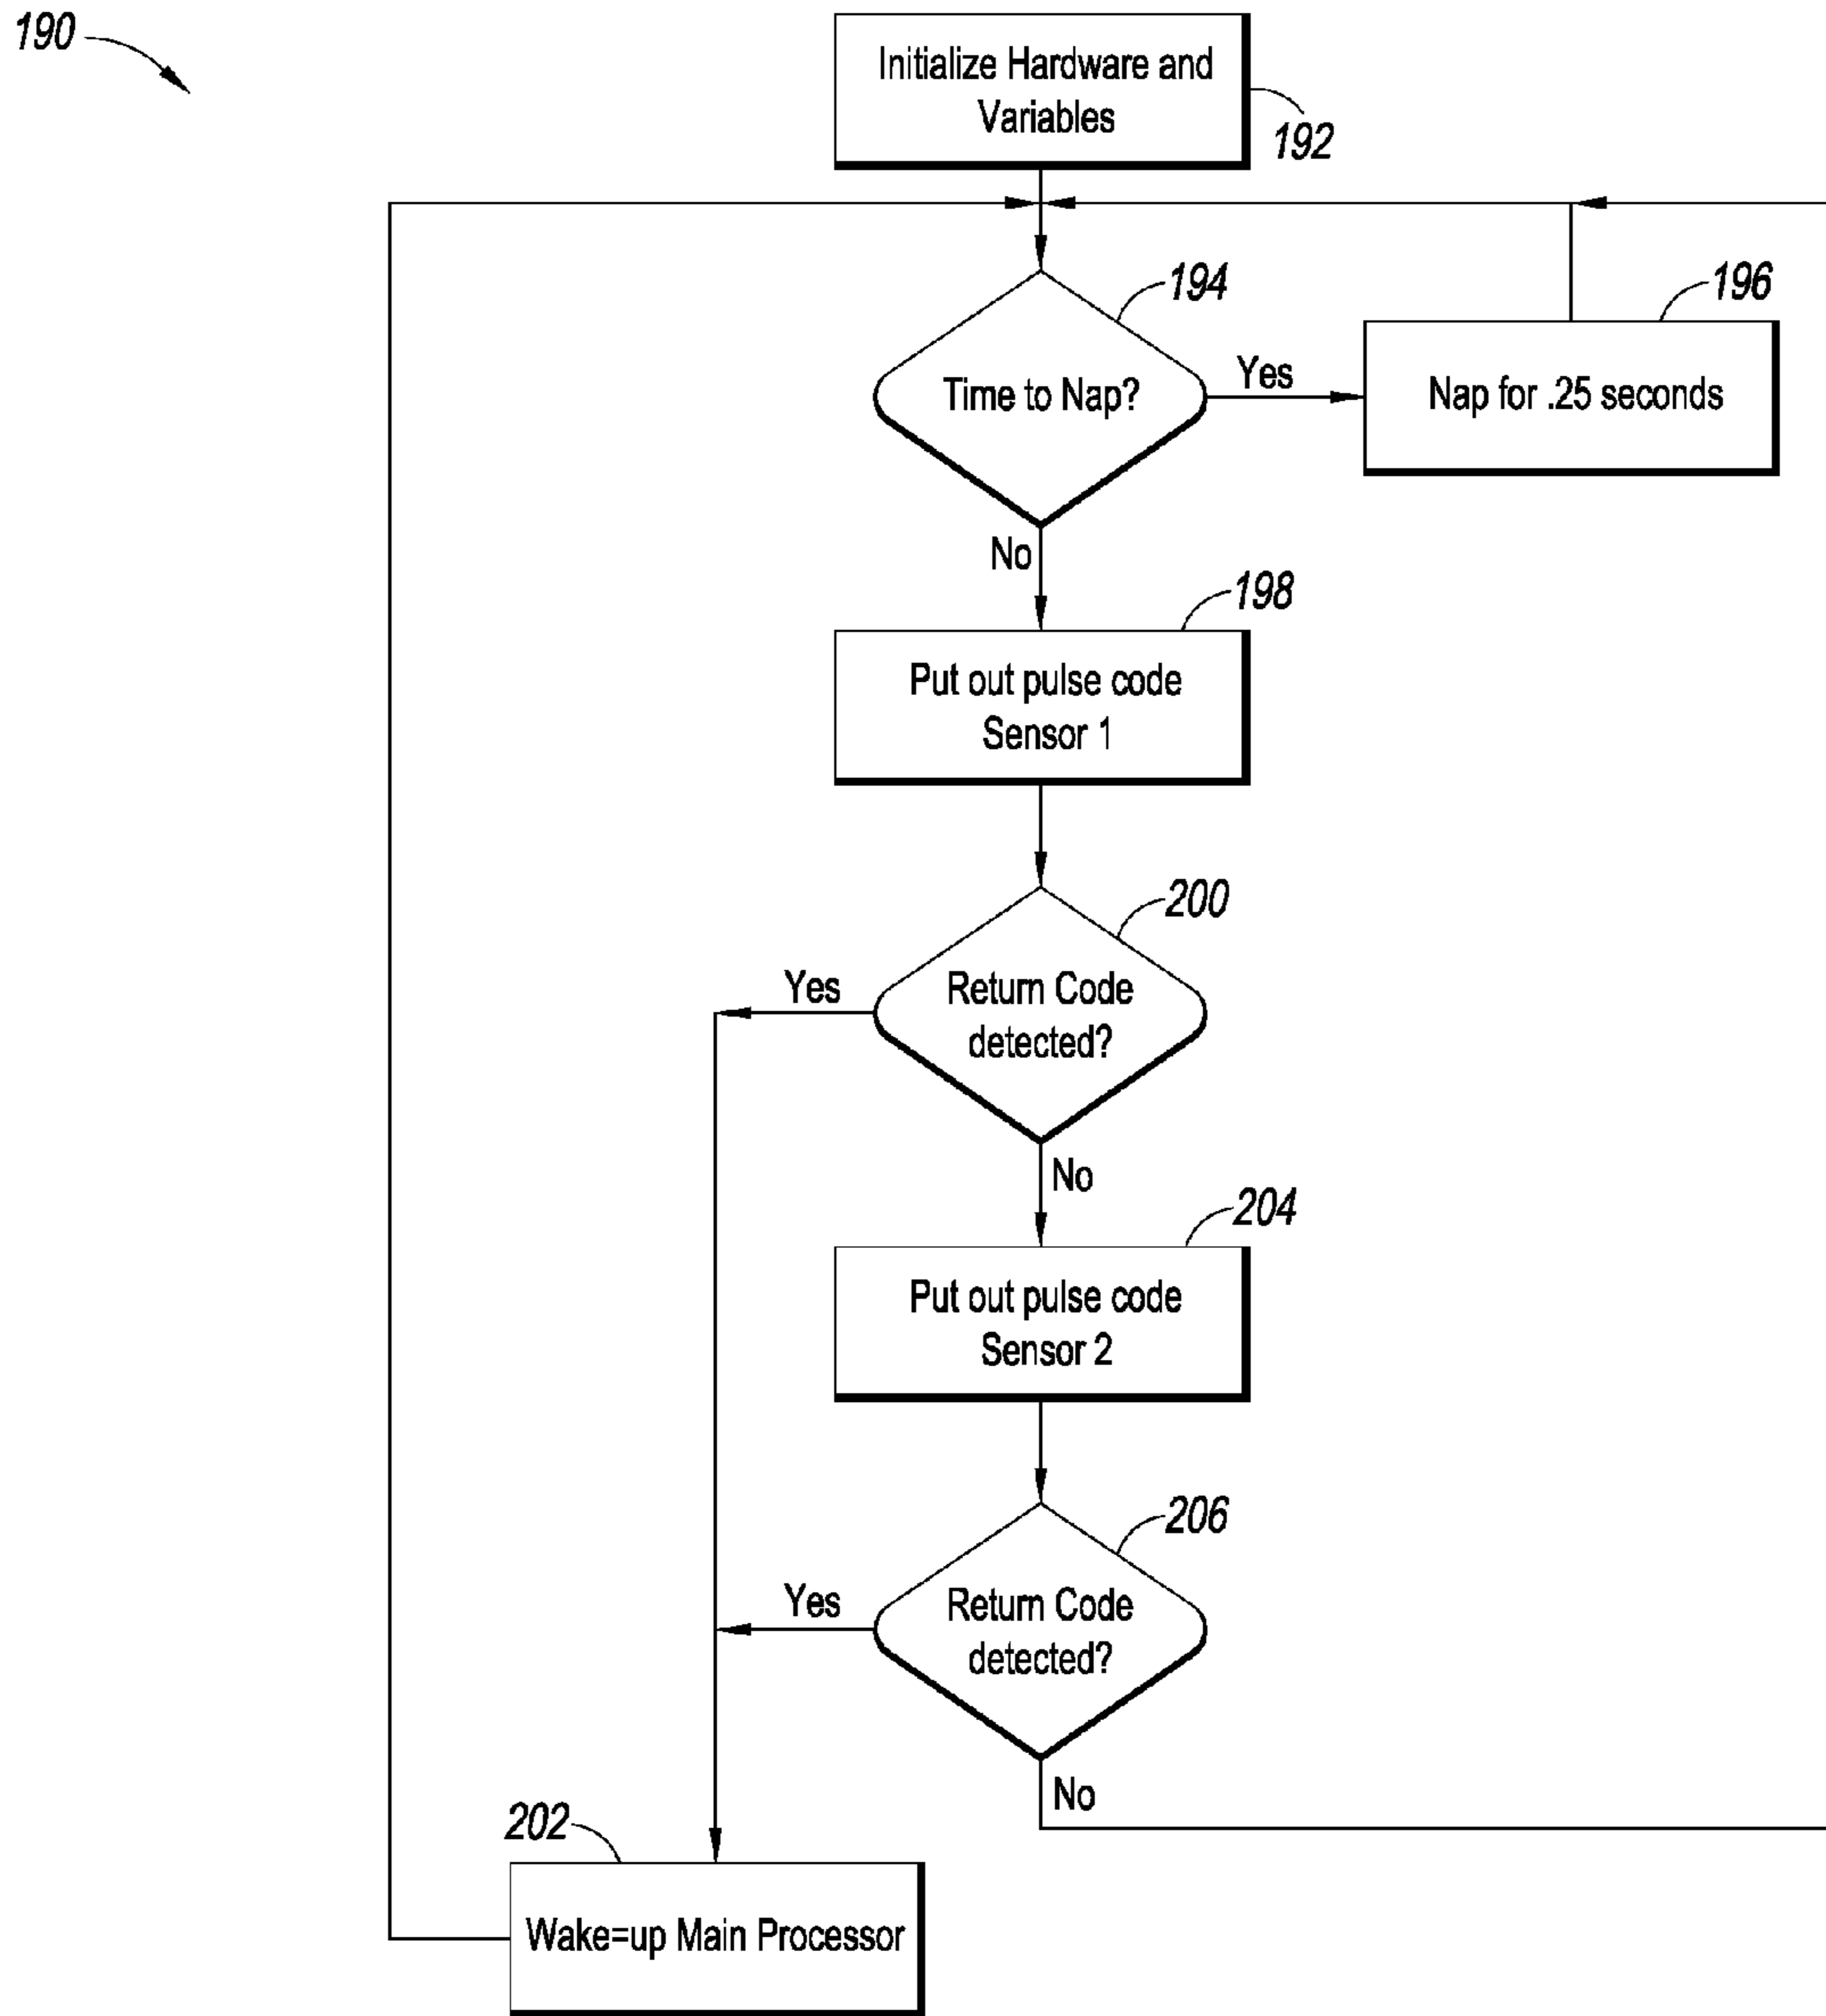 190
Initialize Hardware and
Variables
192
194
Time to Nap?
Yes
196
Nap for .25 seconds
No
198
Put out pulse code
Sensor 1
200
Return Code
detected?
Yes
No
204
Put out pulse code
Sensor 2
206
Return Code
detected?
Yes
No
202
Wake=up Main Processor